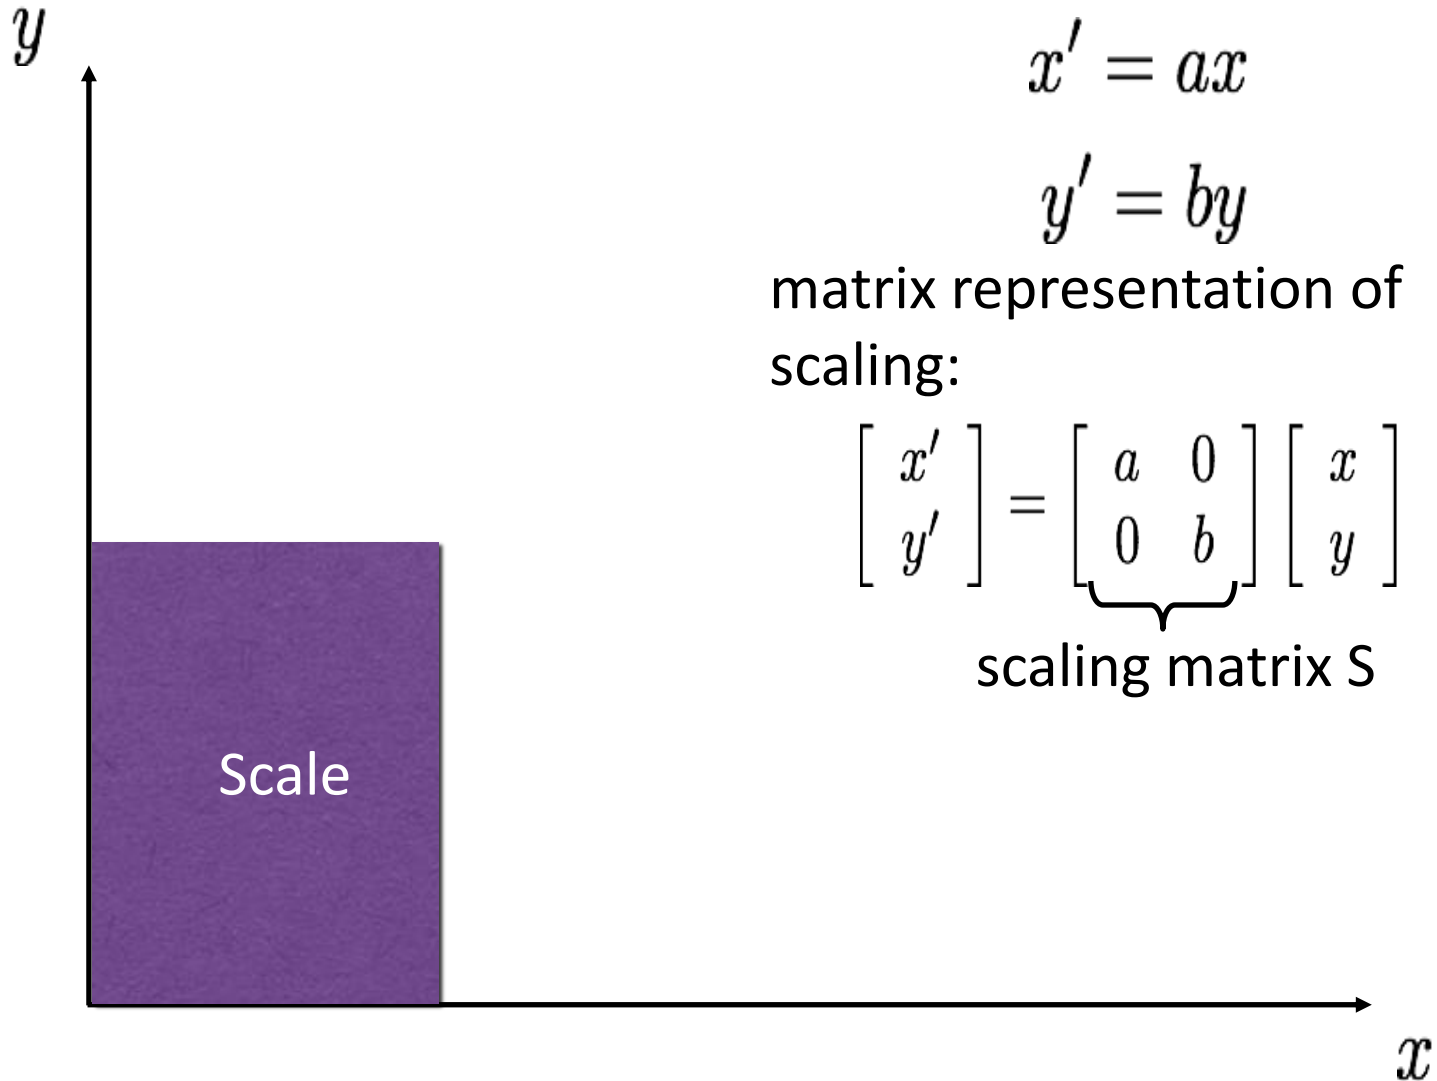 y
x′ = ax
y′ = by
matrix representation of
scaling:
[ x′ ] = [ a 0 ] [ x ]
[ y′ ]   [ 0 b ] [ y ]
scaling matrix S
Scale
x